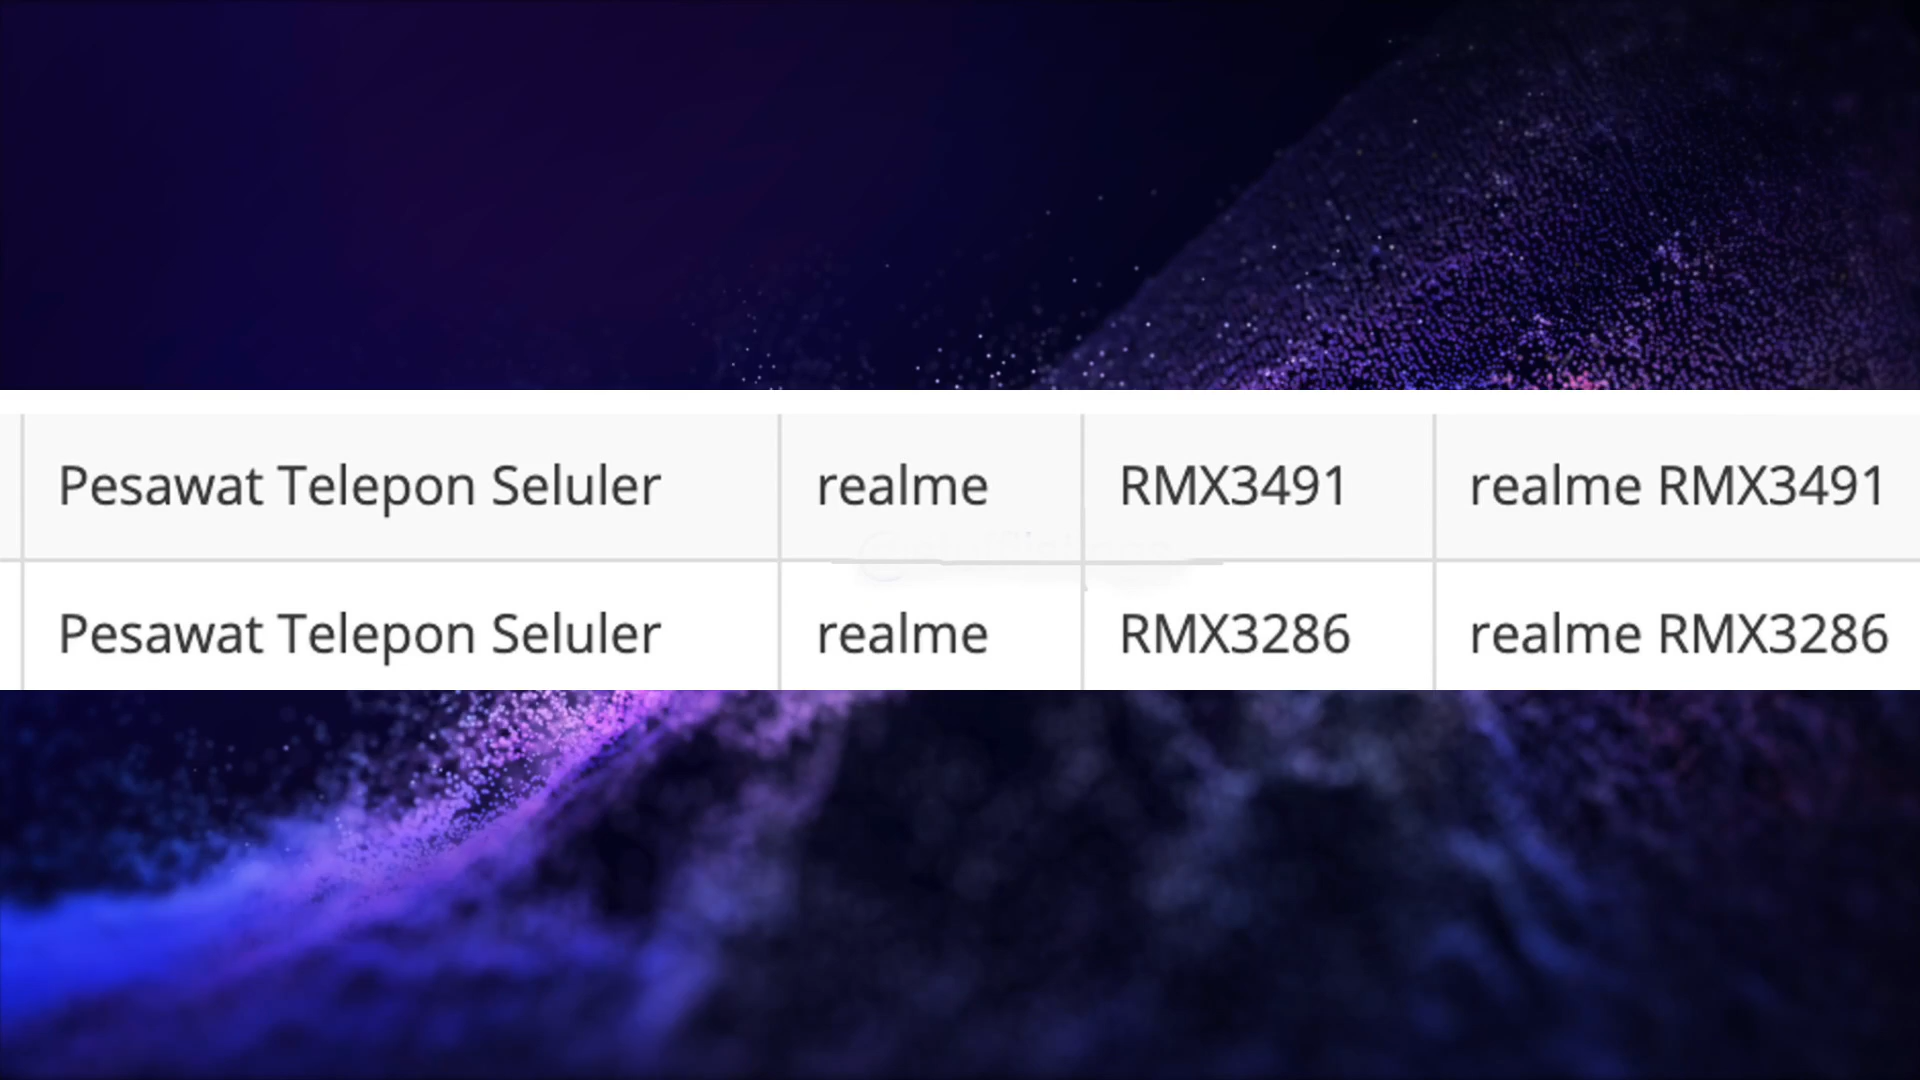 Pesawat Telepon Seluler realme RMX3491 realme RMX3491
Pesawat Telepon Seluler realme RMX3286 realme RMX3286